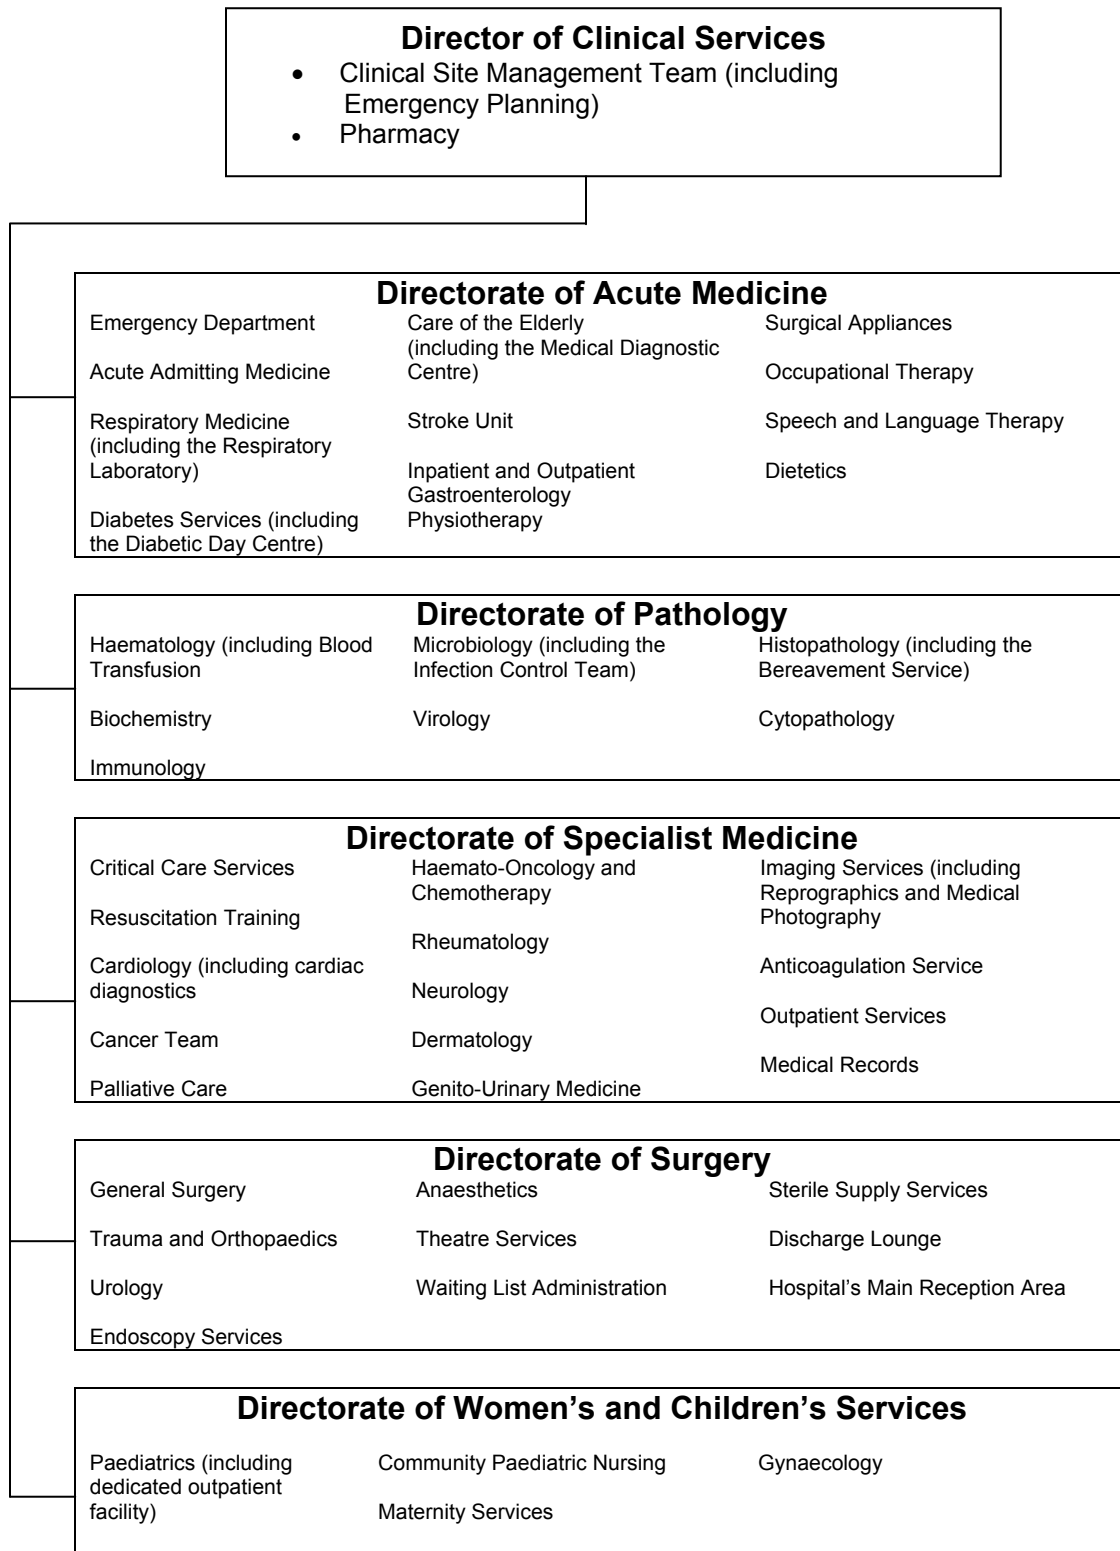 Director of Clinical Services
• Clinical Site Management Team (including
Emergency Planning)
• Pharmacy
Directorate of Acute Medicine
Emergency Department
Acute Admitting Medicine
Respiratory Medicine
(including the Respiratory
Laboratory)
Diabetes Services (including
the Diabetic Day Centre)
Care of the Elderly
(including the Medical Diagnostic
Centre)
Stroke Unit
Inpatient and Outpatient
Gastroenterology
Physiotherapy
Surgical Appliances
Occupational Therapy
Speech and Language Therapy
Dietetics
Directorate of Pathology
Haematology (including Blood
Transfusion
Biochemistry
Immunology
Microbiology (including the
Infection Control Team)
Virology
Histopathology (including the
Bereavement Service)
Cytopathology
Directorate of Specialist Medicine
Critical Care Services
Resuscitation Training
Cardiology (including cardiac
diagnostics
Cancer Team
Palliative Care
Haemato-Oncology and
Chemotherapy
Rheumatology
Neurology
Dermatology
Genito-Urinary Medicine
Imaging Services (including
Reprographics and Medical
Photography
Anticoagulation Service
Outpatient Services
Medical Records
Directorate of Surgery
General Surgery
Trauma and Orthopaedics
Urology
Endoscopy Services
Anaesthetics
Theatre Services
Waiting List Administration
Sterile Supply Services
Discharge Lounge
Hospital's Main Reception Area
Directorate of Women's and Children's Services
Paediatrics (including
dedicated outpatient
facility)
Community Paediatric Nursing
Maternity Services
Gynaecology